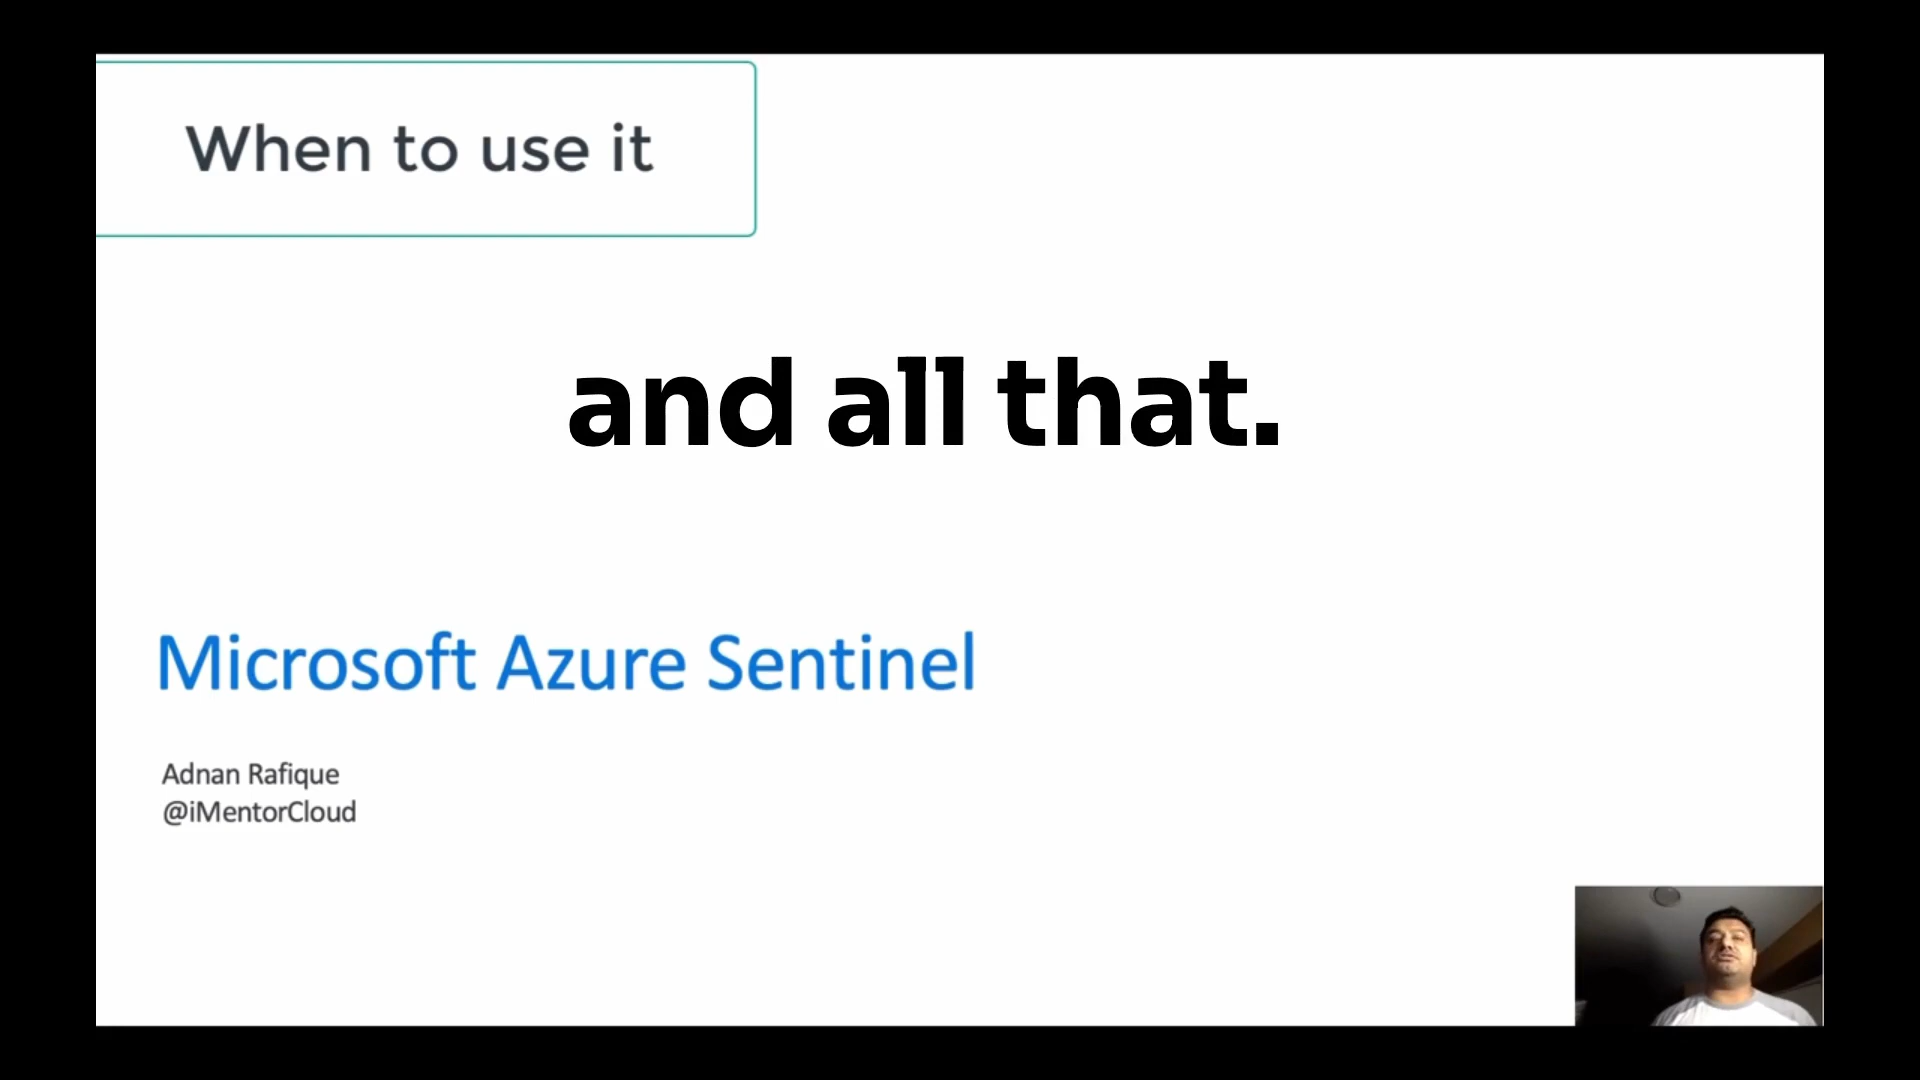 When to use it
and all that.
Microsoft Azure Sentinel
Adnan Rafique
@iMentorCloud